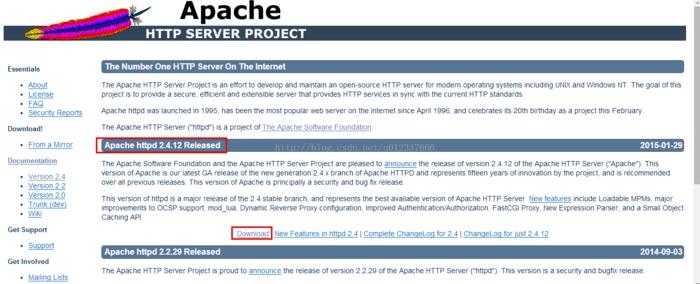 Apache
HTTP SERVER PROJECT
Essentials
About
License
FAQ
Security Reports
Download!
From a Mirror
Documentation
Version 2.4
Version 2.2
Version 2.0
Trunk (dev)
Wiki
Get Support
Support
Get Involved
Mailing Lists
The Number One HTTP Server On The Internet
The Apache HTTP Server Project is an effort to develop and maintain an open-source HTTP server for modern operating systems including UNIX and Windows NT. The goal of
this project is to provide a secure, efficient and extensible server that provides HTTP services in sync with the current HTTP standards.
Apache httpd was launched in 1995, has been the most popular web server on the Internet since April 1996, and celebrates its 20th birthday as a project this February.
The Apache HTTP Server ("httpd") is a project of The Apache Software Foundation.
Apache httpd 2.4.12 Released 2015-01-29
http://blog.csdn.net/u012337666
The Apache Software Foundation and the Apache HTTP Server Project are pleased to announce the release of version 2.4.12 of the Apache HTTP Server ("Apache"). This version of
Apache is our latest GA release of the new generation 2.4.x branch of Apache HTTPD and represents fifteen years of innovation by the project, and is recommended
over all previous releases. This version of Apache is principally a security and bug fix release.
This version of httpd is a major release of the 2.4 stable branch, and represents the best available version of Apache HTTP Server. New features include Loadable MPMs, major
improvements to OCSP support, mod_lua, Dynamic Reverse Proxy configuration, Improved Authentication/Authorization, FastCGI Proxy, New Expression Parser, and a Small Object
Caching API.
Download | New Features in httpd 2.4 | Complete ChangeLog for 2.4 | ChangeLog for just 2.4.12
Apache httpd 2.2.29 Released 2014-09-03
The Apache HTTP Server Project is proud to announce the release of version 2.2.29 of the Apache HTTP Server ("httpd"). This version is a security and bugfix release.